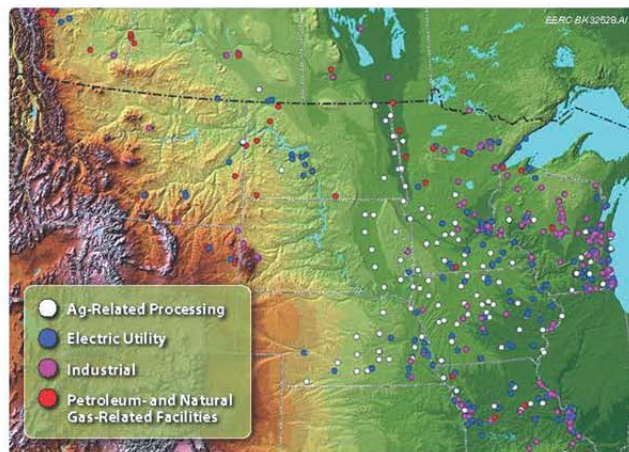 EERC BK32528.AI
Ag-Related Processing
Electric Utility
Industrial
Petroleum- and Natural
Gas-Related Facilities